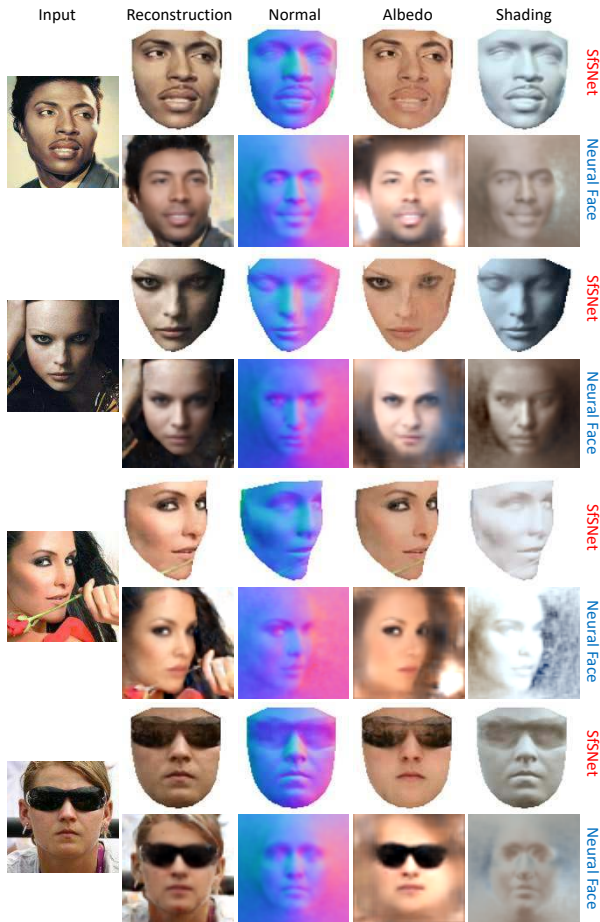 Input Reconstruction Normal Albedo Shading
SfSNet
Neural Face
SfSNet
Neural Face
SfSNet
Neural Face
SfSNet
Neural Face